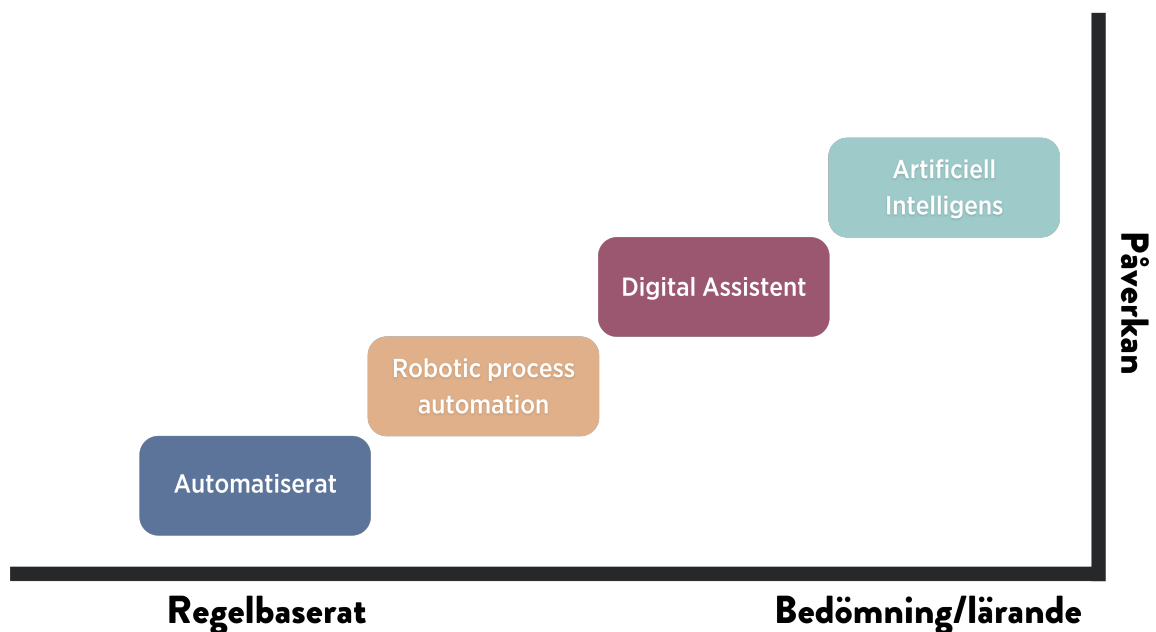 Artificiell
Intelligens
Digital Assistent
Robotic process
automation
Automatiserat
Påverkan
Regelbaserat
Bedömning/lärande